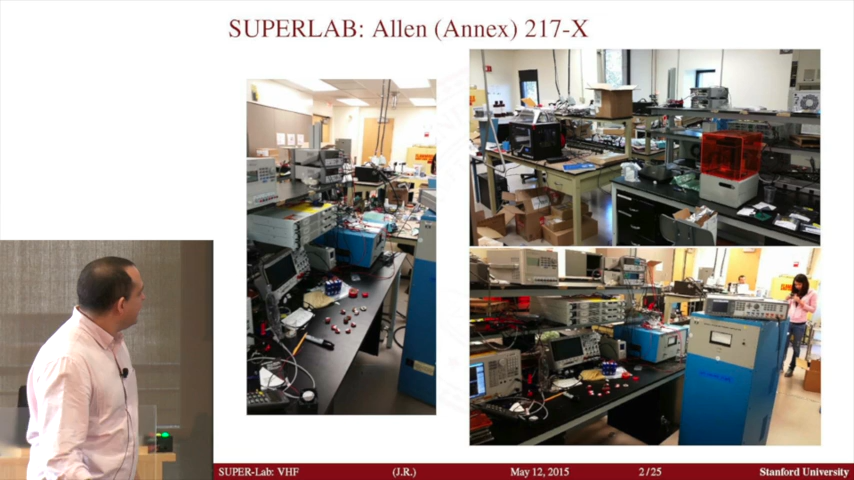 SUPERLAB: Allen (Annex) 217-X
SUPER-Lab: VHF (J.R.) May 12, 2015 2 / 25 Stanford University